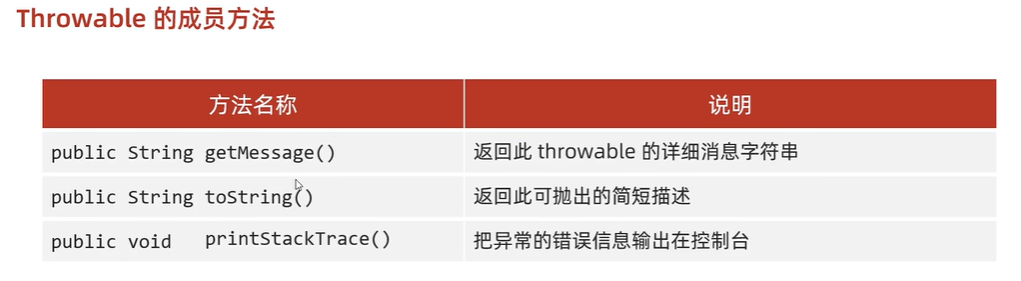 Throwable 的成员方法
方法名称 说明
public String getMessage() 返回此 throwable 的详细消息字符串
public String toString() 返回此可抛出的简短描述
public void printStackTrace() 把异常的错误信息输出在控制台